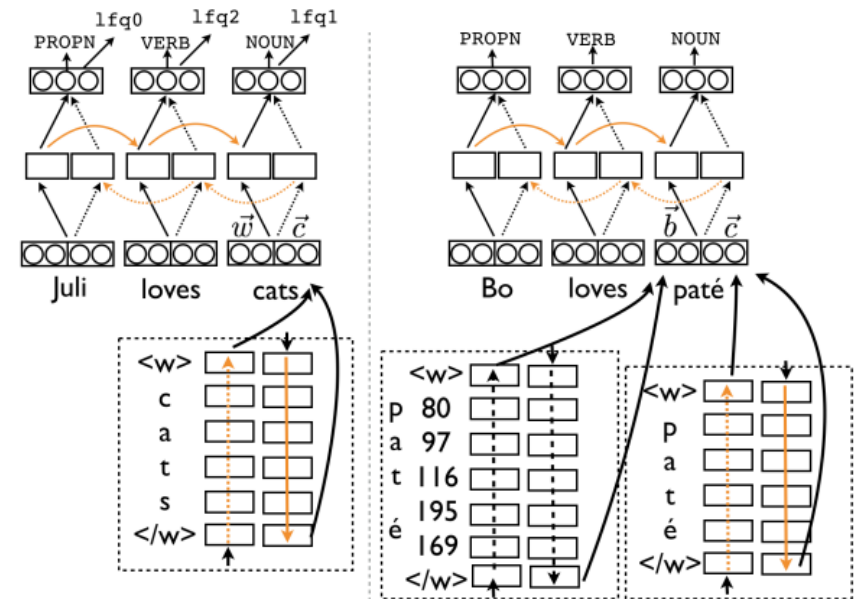 lfq0 lfq2 lfq1
PROPN VERB NOUN
w c
Juli loves cats
<w>
c
a
t
s
</w>
PROPN VERB NOUN
b c
Bo loves paté
<w>
p 80
a 97
t 116
195
é
169
</w>
<w>
p
a
t
é
</w>